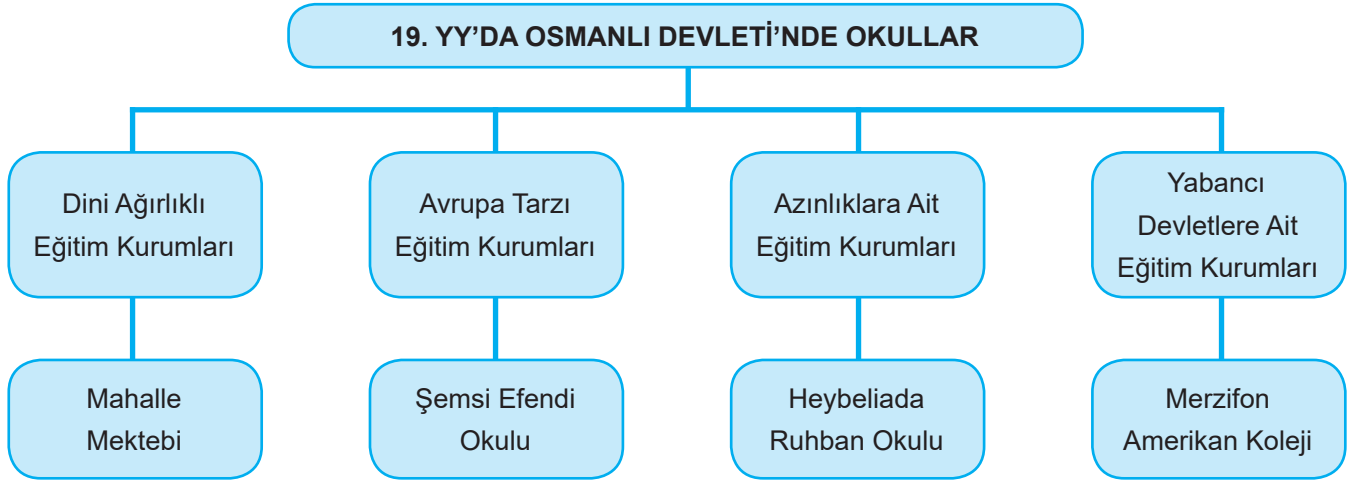 19. YY’DA OSMANLI DEVLETİ’NDE OKULLAR
Dini Ağırlıklı
Eğitim Kurumları
Avrupa Tarzı
Eğitim Kurumları
Azınlıklara Ait
Eğitim Kurumları
Yabancı
Devletlere Ait
Eğitim Kurumları
Mahalle
Mektebi
Şemsi Efendi
Okulu
Heybeliada
Ruhban Okulu
Merzifon
Amerikan Koleji